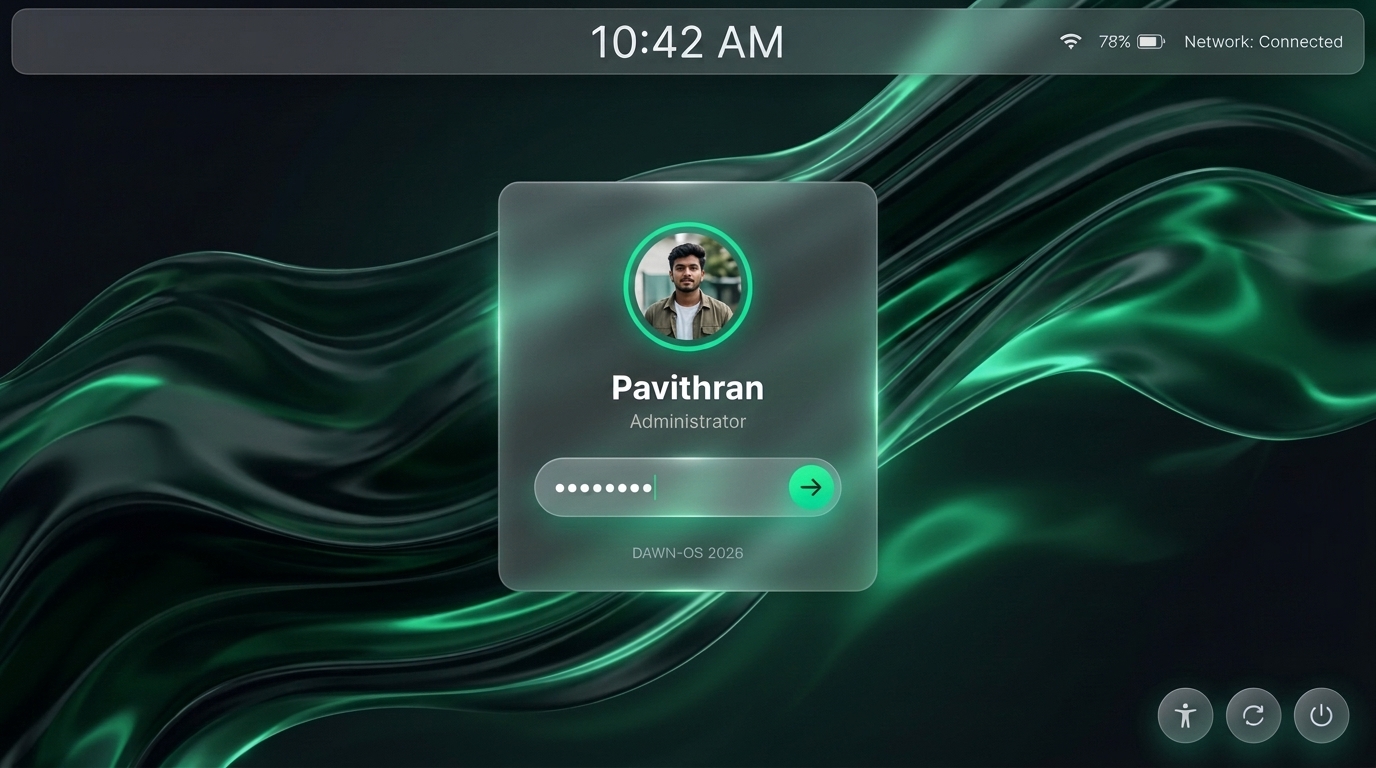 10:42 AM
78%
Network: Connected
Pavithran
Administrator
DAWN-OS 2026